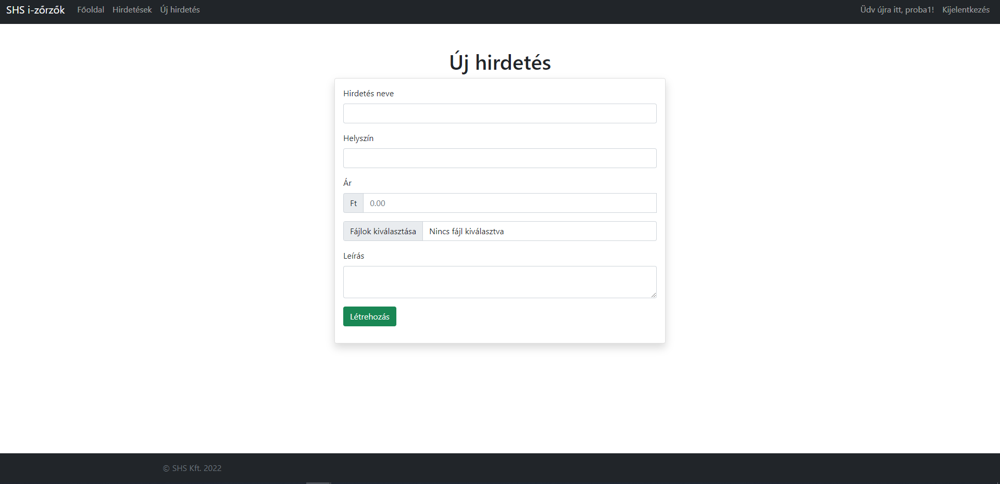 SHS i-zőrzők Főoldal Hirdetések Új hirdetés Üdv újra itt, proba1! Kijelentkezés
Új hirdetés
Hirdetés neve
Helyszín
Ár
Ft 0.00
Fájlok kiválasztása Nincs fájl kiválasztva
Leírás
Létrehozás
© SHS Kft. 2022